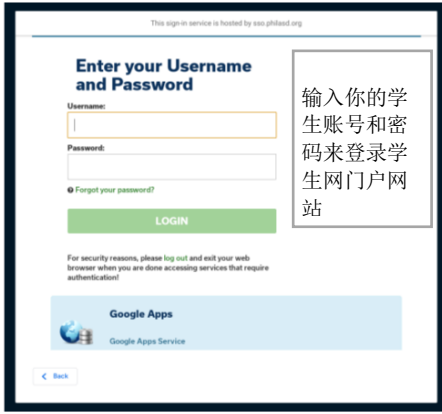 This sign-in service is hosted by sso.philasd.org
Enter your Username
and Password
Username:
Password:
Forgot your password?
LOGIN
For security reasons, please log out and exit your web
browser when you are done accessing services that require
authentication!
Google Apps
Google Apps Service
Back
输入你的学
生账号和密
码来登录学
生网门户网
站